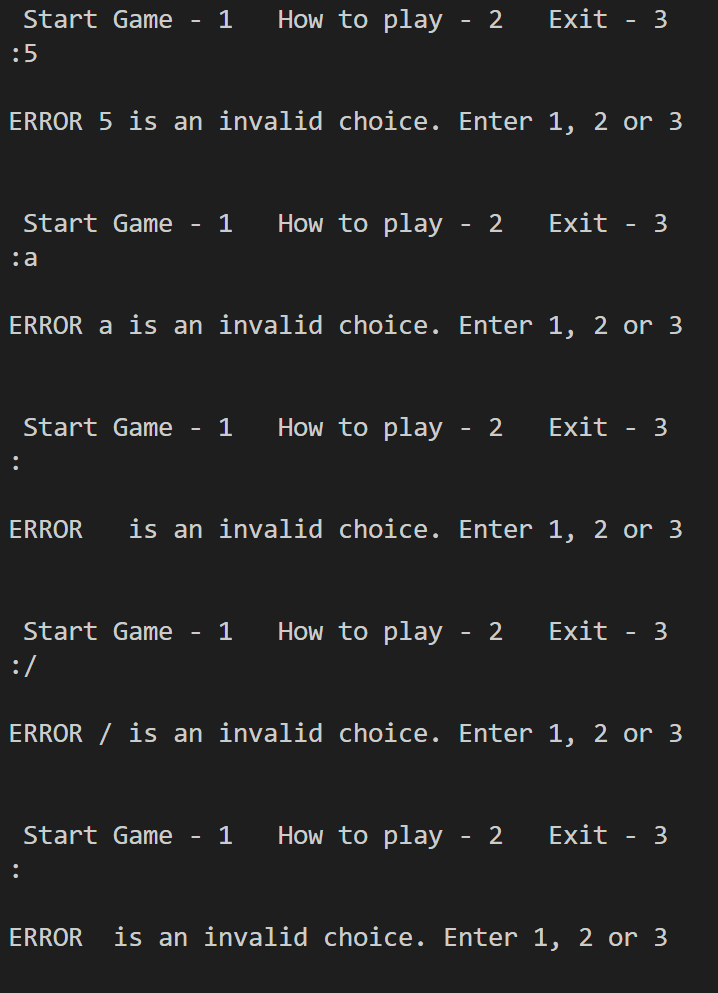 Start Game - 1   How to play - 2   Exit - 3
:5
ERROR 5 is an invalid choice. Enter 1, 2 or 3
 Start Game - 1   How to play - 2   Exit - 3
:a
ERROR a is an invalid choice. Enter 1, 2 or 3
 Start Game - 1   How to play - 2   Exit - 3
:
ERROR   is an invalid choice. Enter 1, 2 or 3
 Start Game - 1   How to play - 2   Exit - 3
:/
ERROR / is an invalid choice. Enter 1, 2 or 3
 Start Game - 1   How to play - 2   Exit - 3
:
ERROR  is an invalid choice. Enter 1, 2 or 3